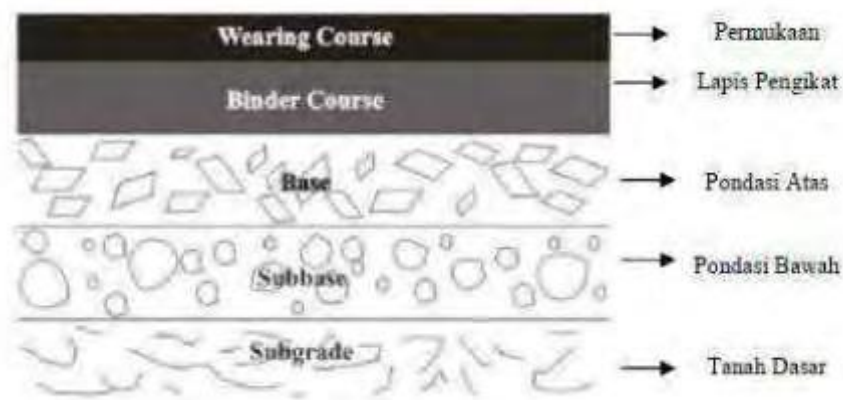 Wearing Course Permukaan
Binder Course Lapis Pengikat
Base Pondasi Atas
Subbase Pondasi Bawah
Subgrade Tanah Dasar